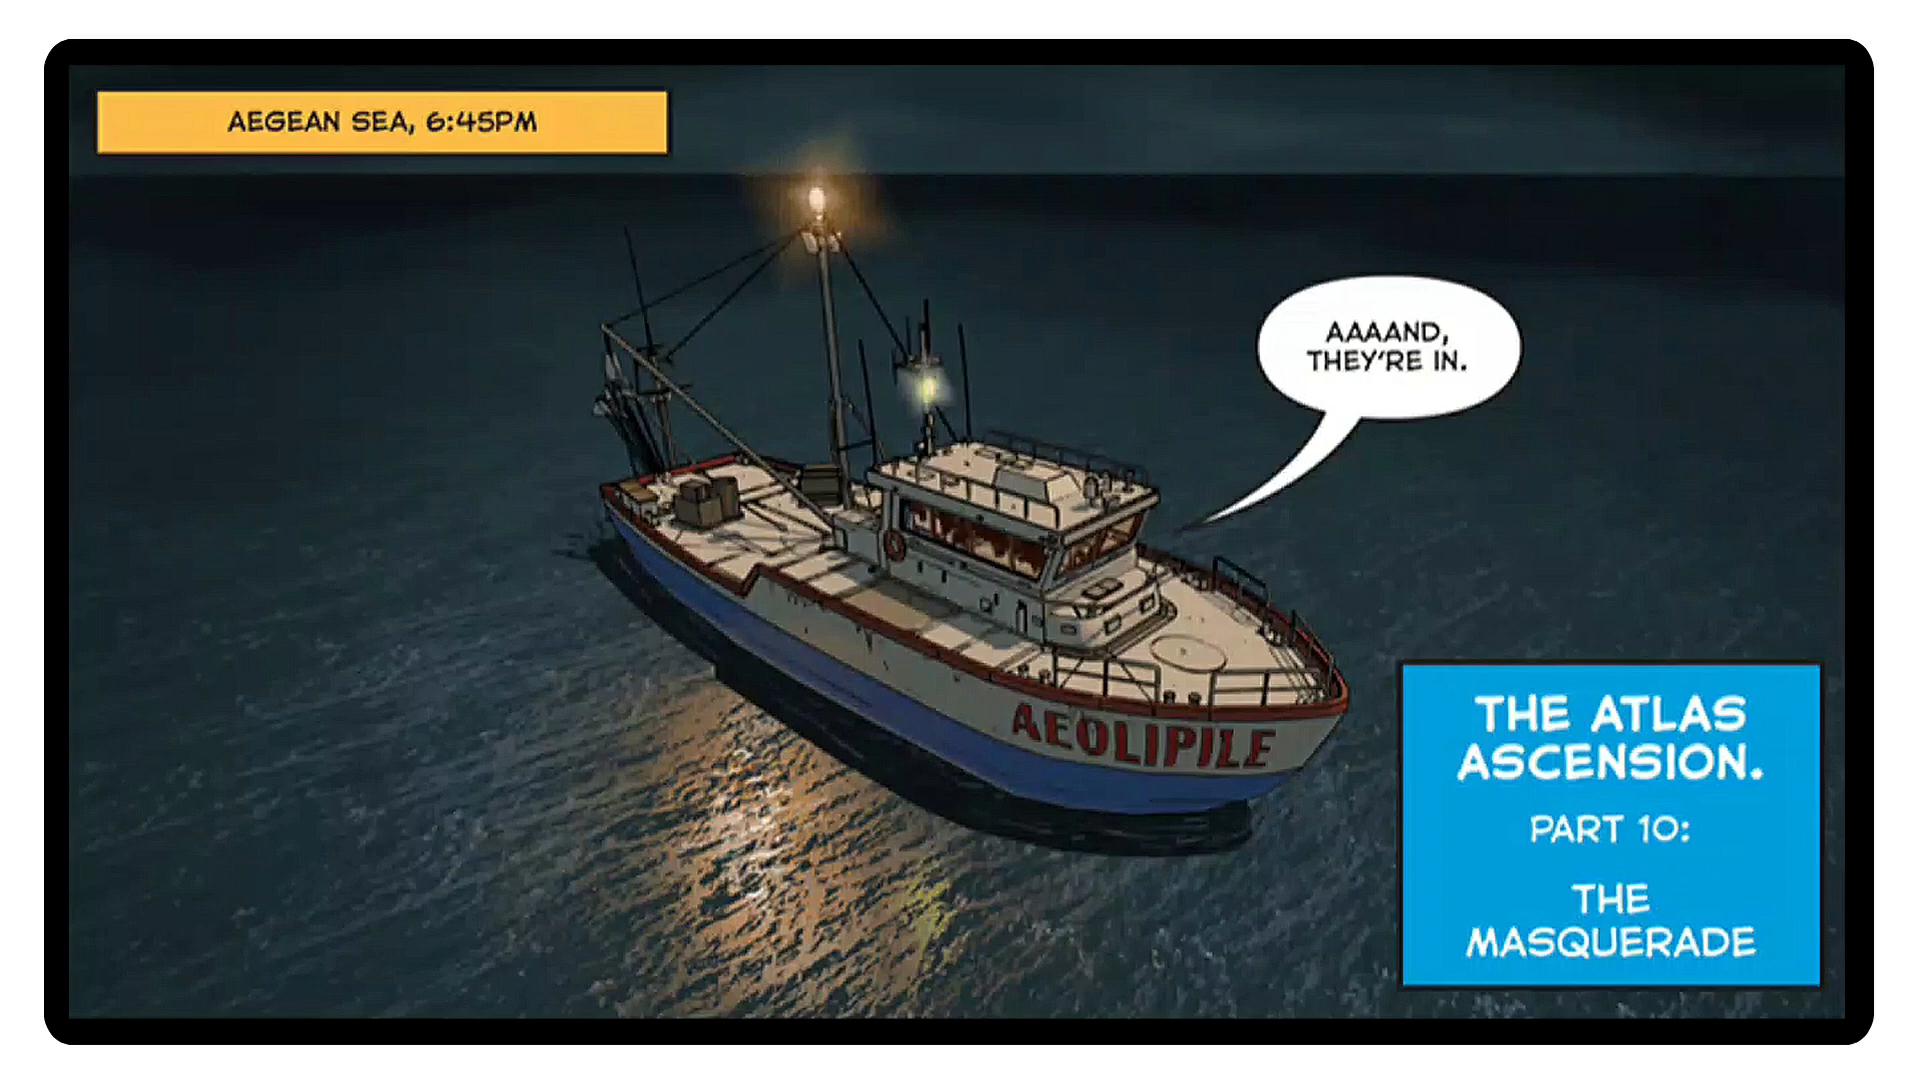 AEGEAN SEA, 6:45PM
AAAAND,
THEY'RE IN.
AEOLIPILE
THE ATLAS
ASCENSION.
PART 10:
THE
MASQUERADE